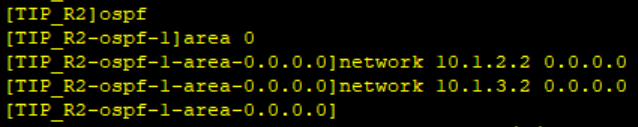 [TIP_R2]ospf
[TIP_R2-ospf-1]area 0
[TIP_R2-ospf-1-area-0.0.0.0]network 10.1.2.2 0.0.0.0
[TIP_R2-ospf-1-area-0.0.0.0]network 10.1.3.2 0.0.0.0
[TIP_R2-ospf-1-area-0.0.0.0]